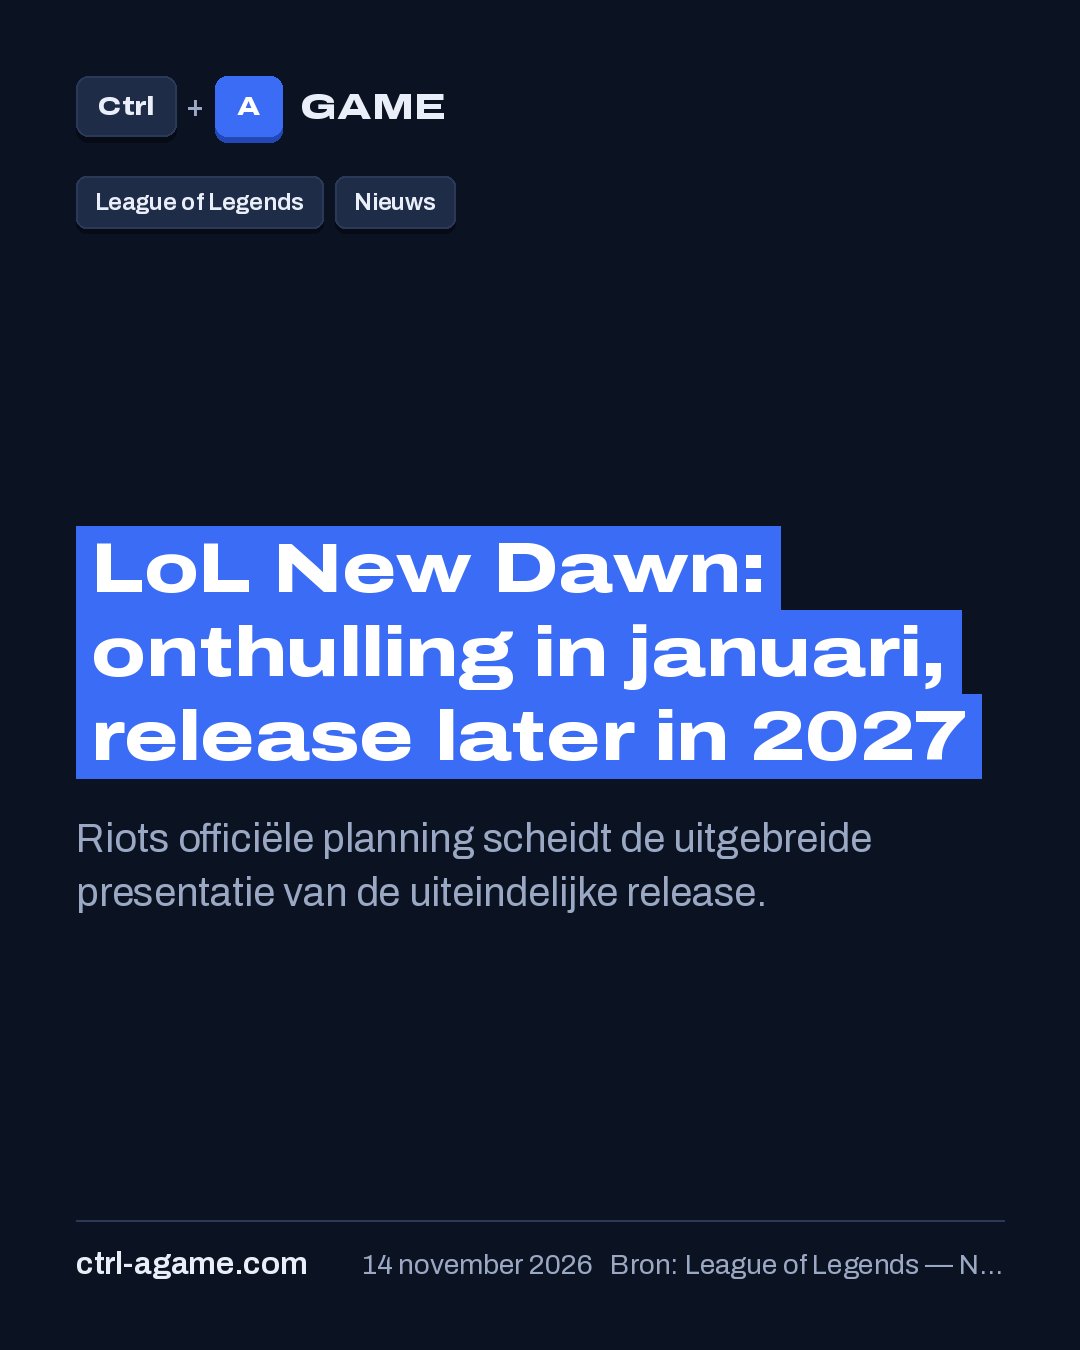 Ctrl + A GAME
League of Legends Nieuws
LoL New Dawn:
onthulling in januari,
release later in 2027
Riots officiële planning scheidt de uitgebreide
presentatie van de uiteindelijke release.
ctrl-agame.com 14 november 2026 Bron: League of Legends — N...